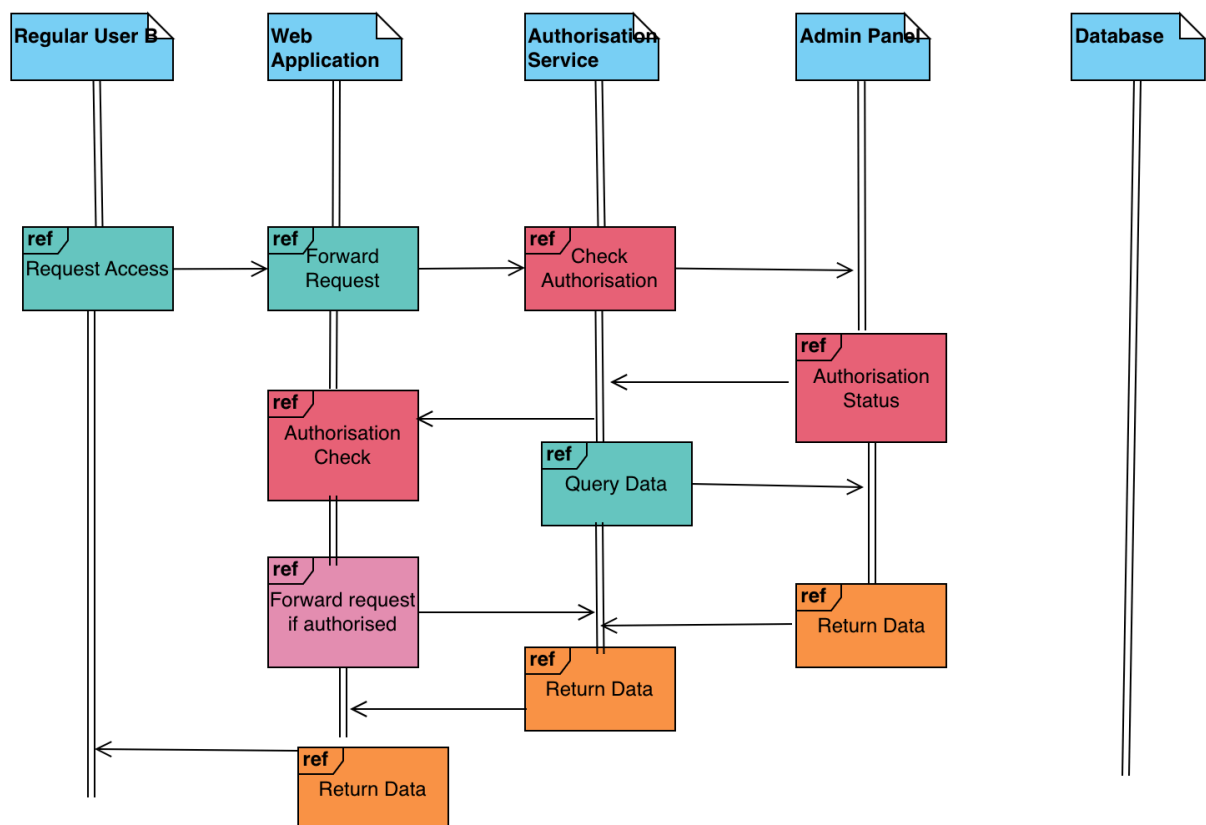 Regular User B
Web
Application
Authorisation
Service
Admin Panel
Database
ref
Request Access
ref
Forward
Request
ref
Check
Authorisation
ref
Authorisation
Status
ref
Authorisation
Check
ref
Query Data
ref
Forward request
if authorised
ref
Return Data
ref
Return Data
ref
Return Data